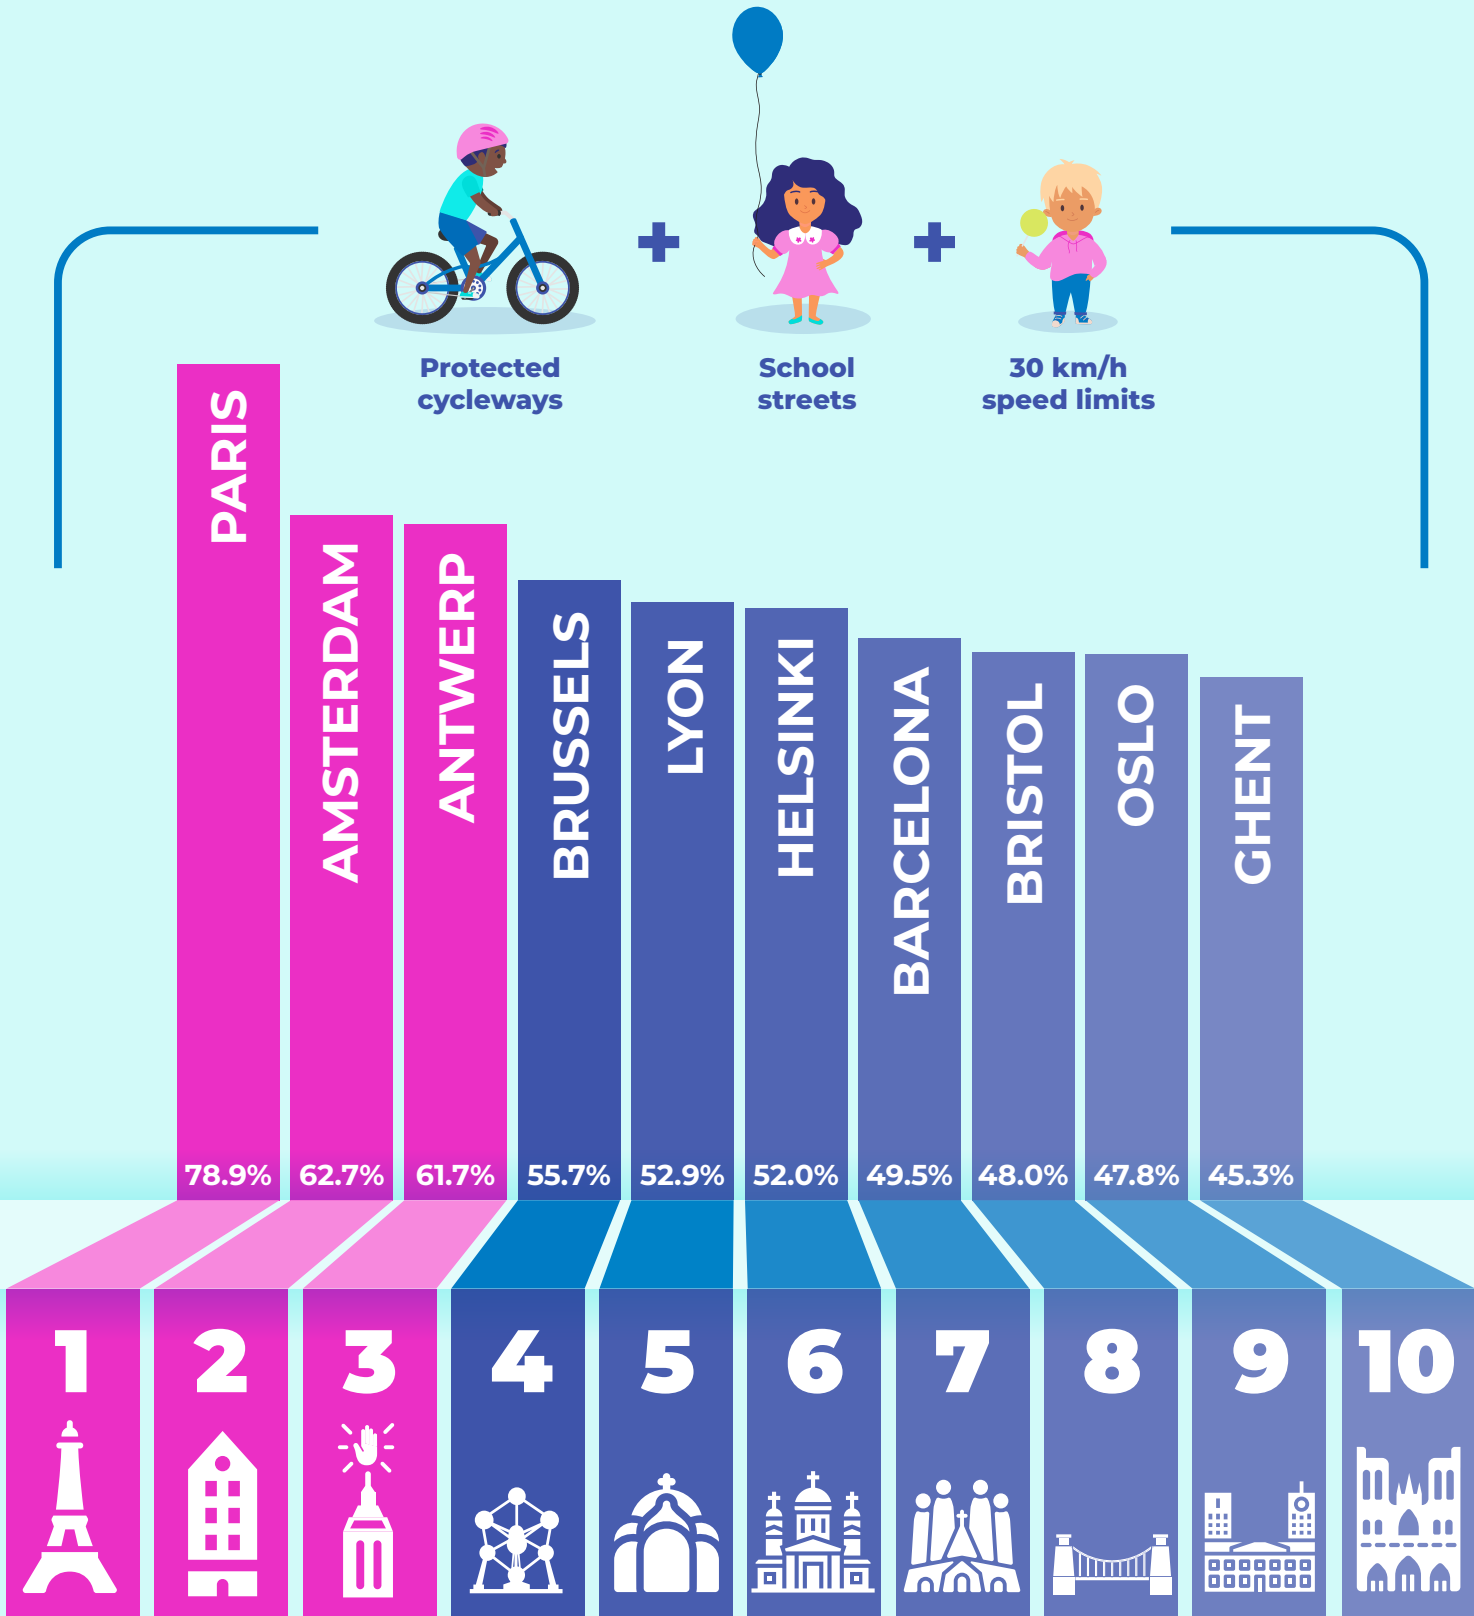 Protected
cycleways
School
streets
30 km/h
speed limits
PARIS
AMSTERDAM
ANTWERP
BRUSSELS
LYON
HELSINKI
BARCELONA
BRISTOL
OSLO
GHENT
78.9% 62.7% 61.7% 55.7% 52.9% 52.0% 49.5% 48.0% 47.8% 45.3%
1 2 3 4 5 6 7 8 9 10